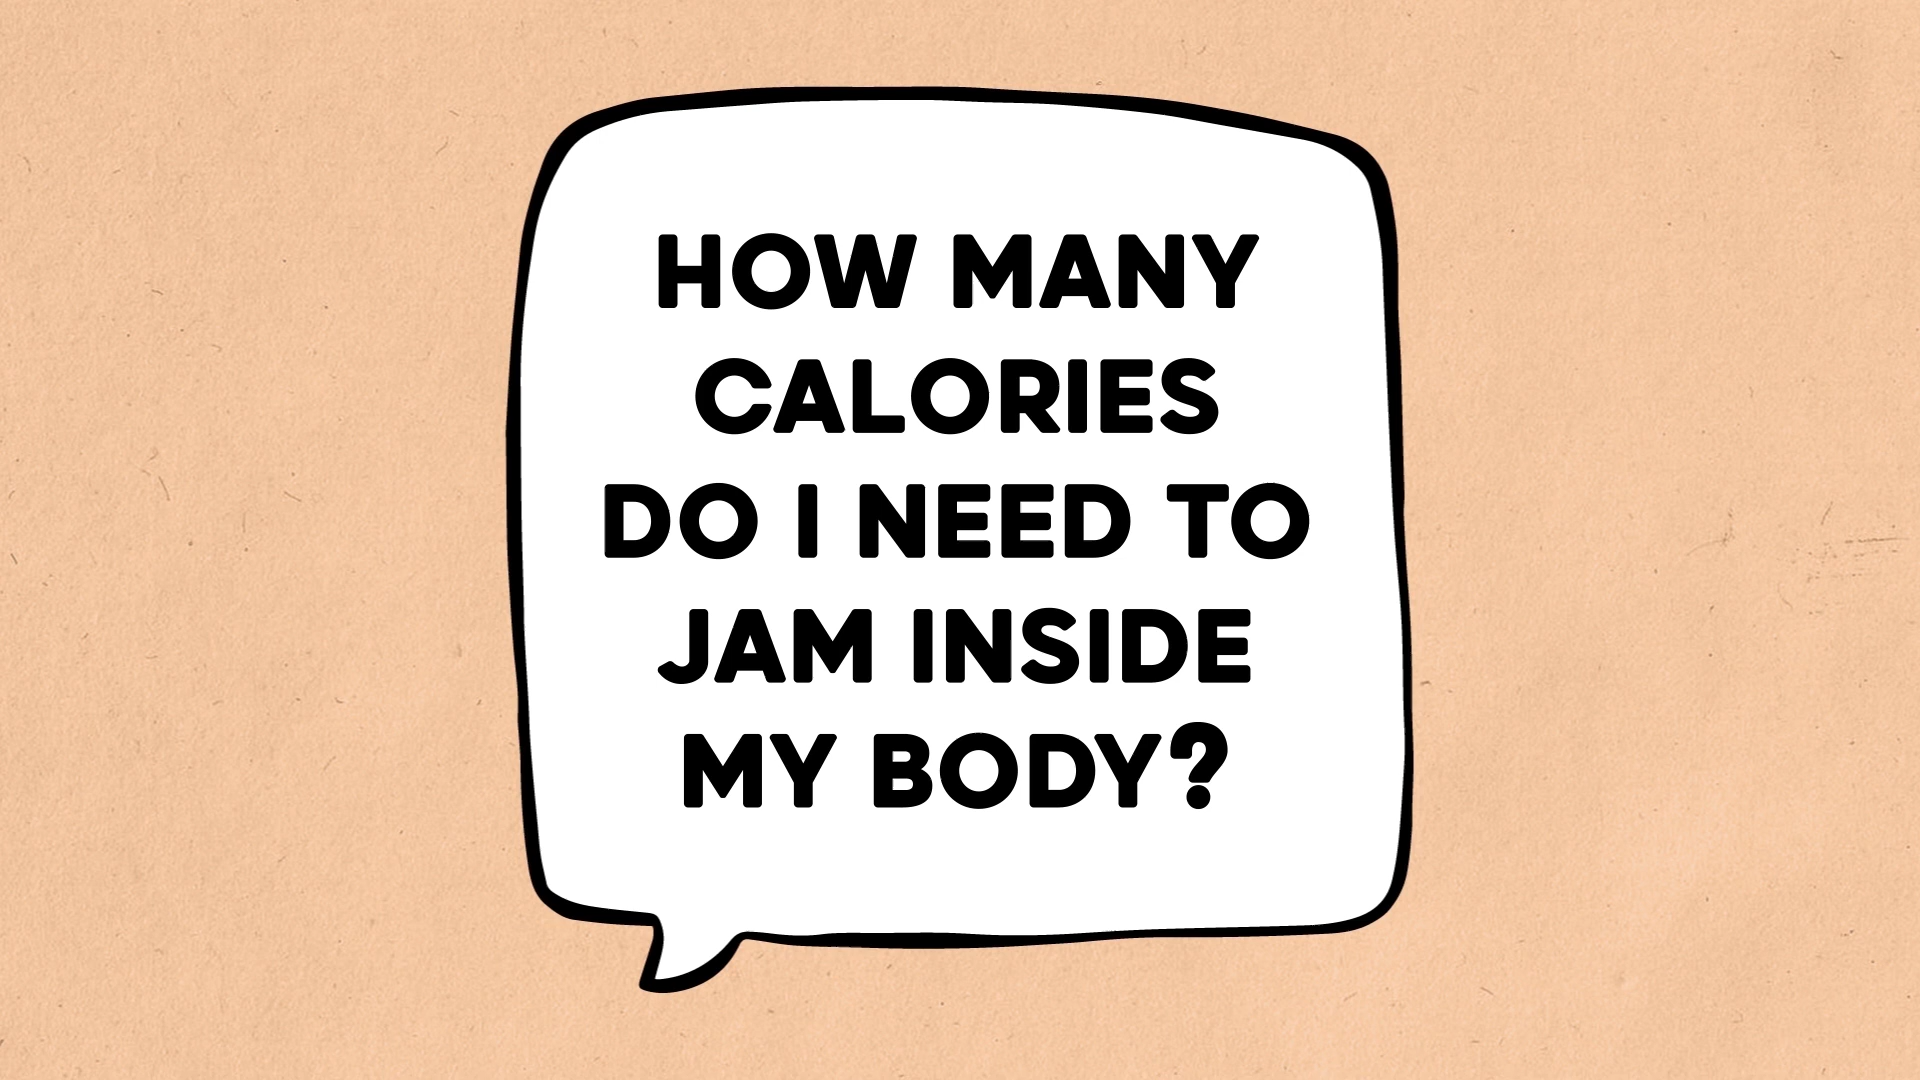 HOW MANY
CALORIES
DO I NEED TO
JAM INSIDE
MY BODY?